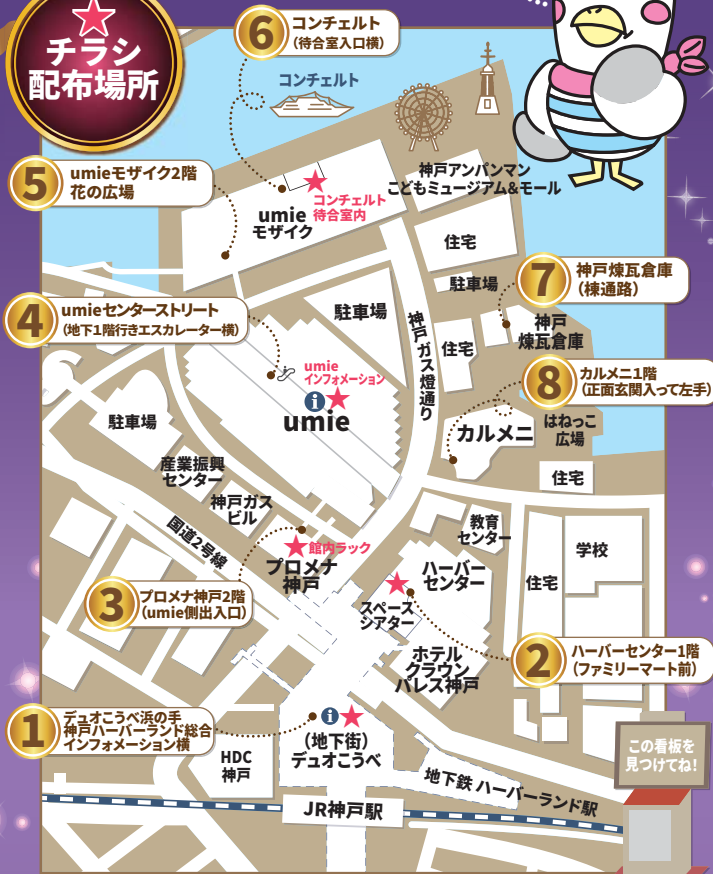 チラシ
配布場所
6
コンチェルト
（待合室入口横）
コンチェルト
5
umieモザイク2階
花の広場
コンチェルト
待合室内
umie
モザイク
神戸アンパンマン
こどもミュージアム&モール
住宅
駐車場
7
神戸煉瓦倉庫
（棟通路）
神戸
煉瓦倉庫
4
umieセンターストリート
（地下1階行きエスカレーター横）
駐車場
神戸ガス燈通り
住宅
umie
インフォメーション
i
umie
8
カルメニ1階
（正面玄関入って左手）
カルメニ
はねっこ
広場
住宅
駐車場
産業振興
センター
神戸ガス
ビル
国道2号線
教育
センター
学校
住宅
館内ラック
プロメナ
神戸
3
プロメナ神戸2階
（umie側出入口）
ハーバー
センター
スペース
シアター
ホテル
クラウン
パレス神戸
2
ハーバーセンター1階
（ファミリーマート前）
1
デュオこうべ浜の手
神戸ハーバーランド総合
インフォメーション横
i
（地下街）
デュオこうべ
HDC
神戸
地下鉄 ハーバーランド駅
JR神戸駅
この看板を
見つけてね!